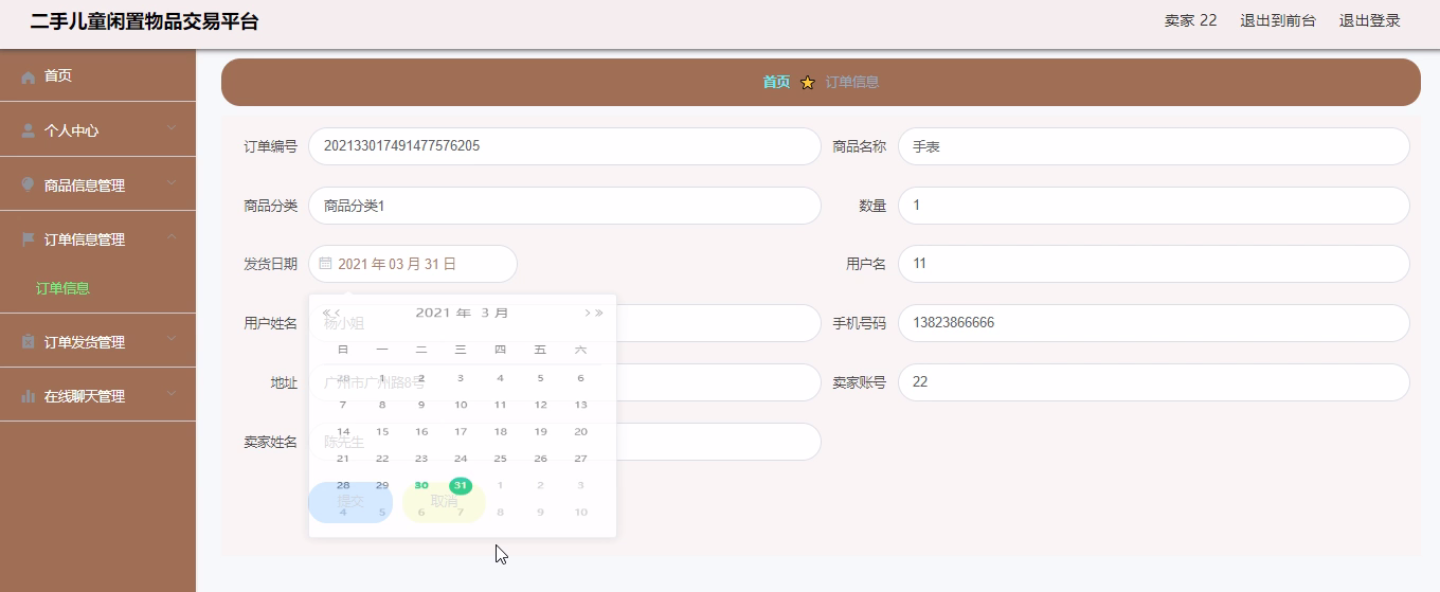 二手儿童闲置物品交易平台
卖家 22 退出到前台 退出登录
首页
个人中心
商品信息管理
订单信息管理
订单信息
订单发货管理
在线聊天管理
首页 订单信息
订单编号 202133017491477576205 商品名称 手表
商品分类 商品分类1 数量 1
发货日期 2021 年 03 月 31 日 用户名 11
用户姓名 杨小姐 手机号码 13823866666
地址 广州市广州路8号 卖家账号 22
卖家姓名 陈先生
提交 取消
2021 年 3 月
日 一 二 三 四 五 六
28 1 2 3 4 5 6
7 8 9 10 11 12 13
14 15 16 17 18 19 20
21 22 23 24 25 26 27
28 29 30 31 1 2 3
4 5 6 7 8 9 10